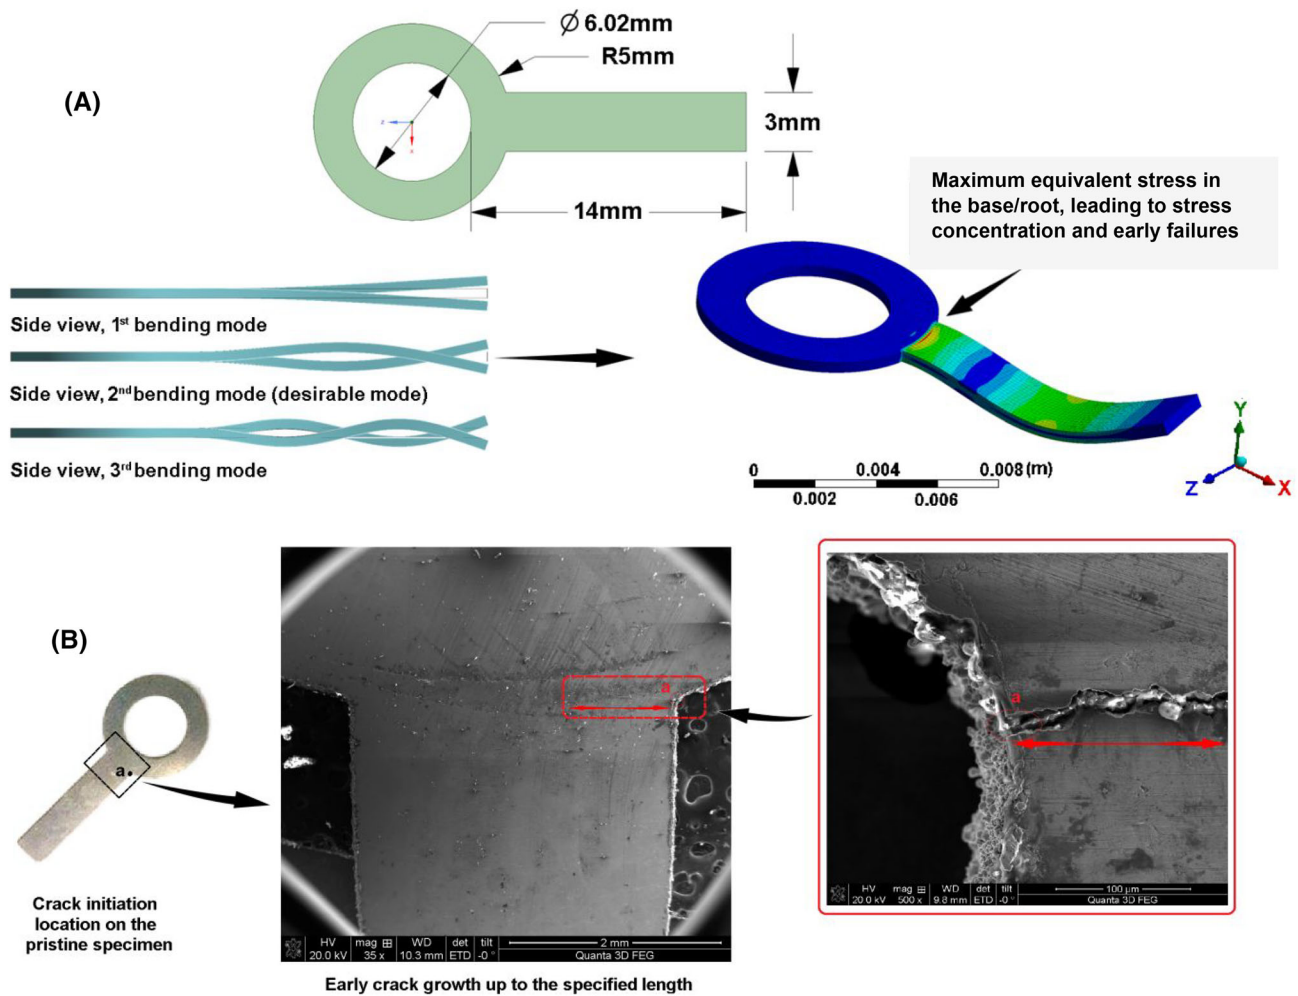 (A)
Ø 6.02mm
R5mm
z
x
3mm
14mm
Maximum equivalent stress in
the base/root, leading to stress
concentration and early failures
Side view, 1st bending mode
Side view, 2nd bending mode (desirable mode)
Side view, 3rd bending mode
0 0.004 0.008 (m)
0.002 0.006
Y
Z
X
(B)
a
Crack initiation
location on the
pristine specimen
a
HV mag WD det tilt 2 mm
20.0 kV 35 x 10.3 mm ETD -0° Quanta 3D FEG
Early crack growth up to the specified length
a
HV mag WD det tilt 100 µm
20.0 kV 500 x 9.8 mm ETD -0° Quanta 3D FEG